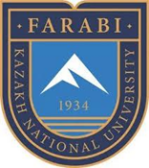 · FARABI ·
KAZAKH NATIONAL UNIVERSITY
1934